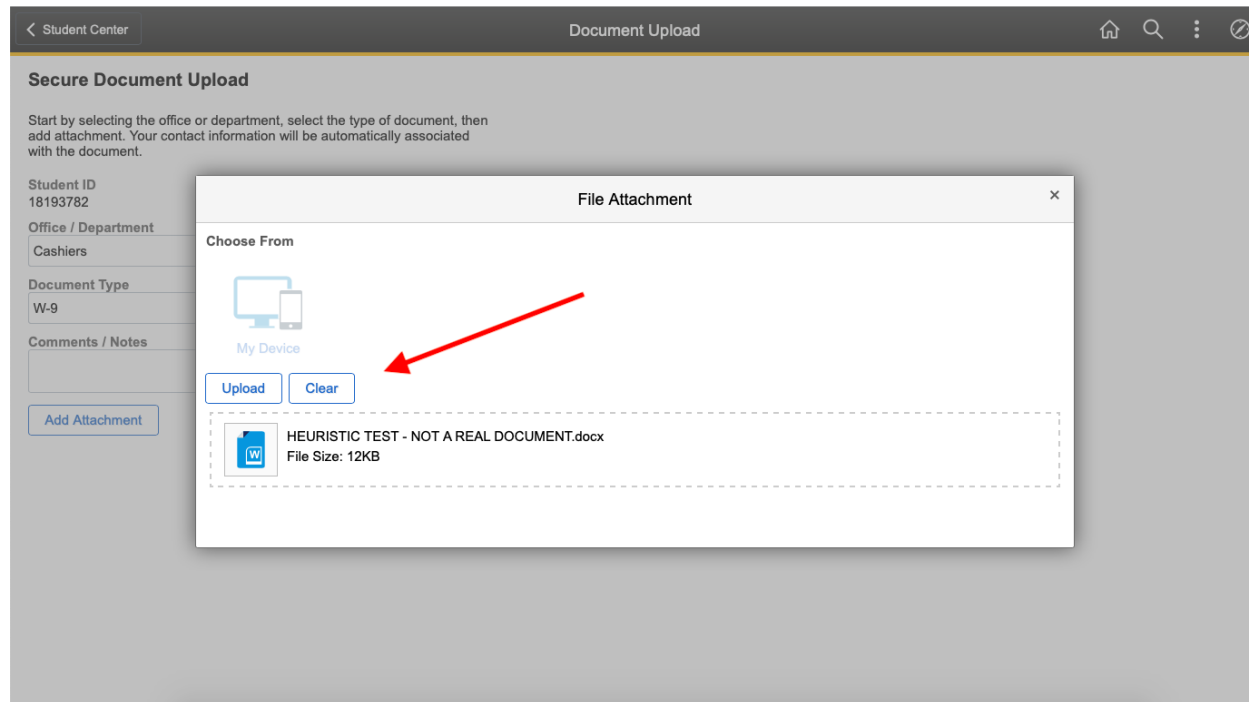 Student Center
Document Upload
Secure Document Upload
Start by selecting the office or department, select the type of document, then
add attachment. Your contact information will be automatically associated
with the document.
Student ID
18193782
Office / Department
Cashiers
Document Type
W-9
Comments / Notes
Add Attachment
File Attachment
×
Choose From
My Device
Upload
Clear
W
HEURISTIC TEST - NOT A REAL DOCUMENT.docx
File Size: 12KB